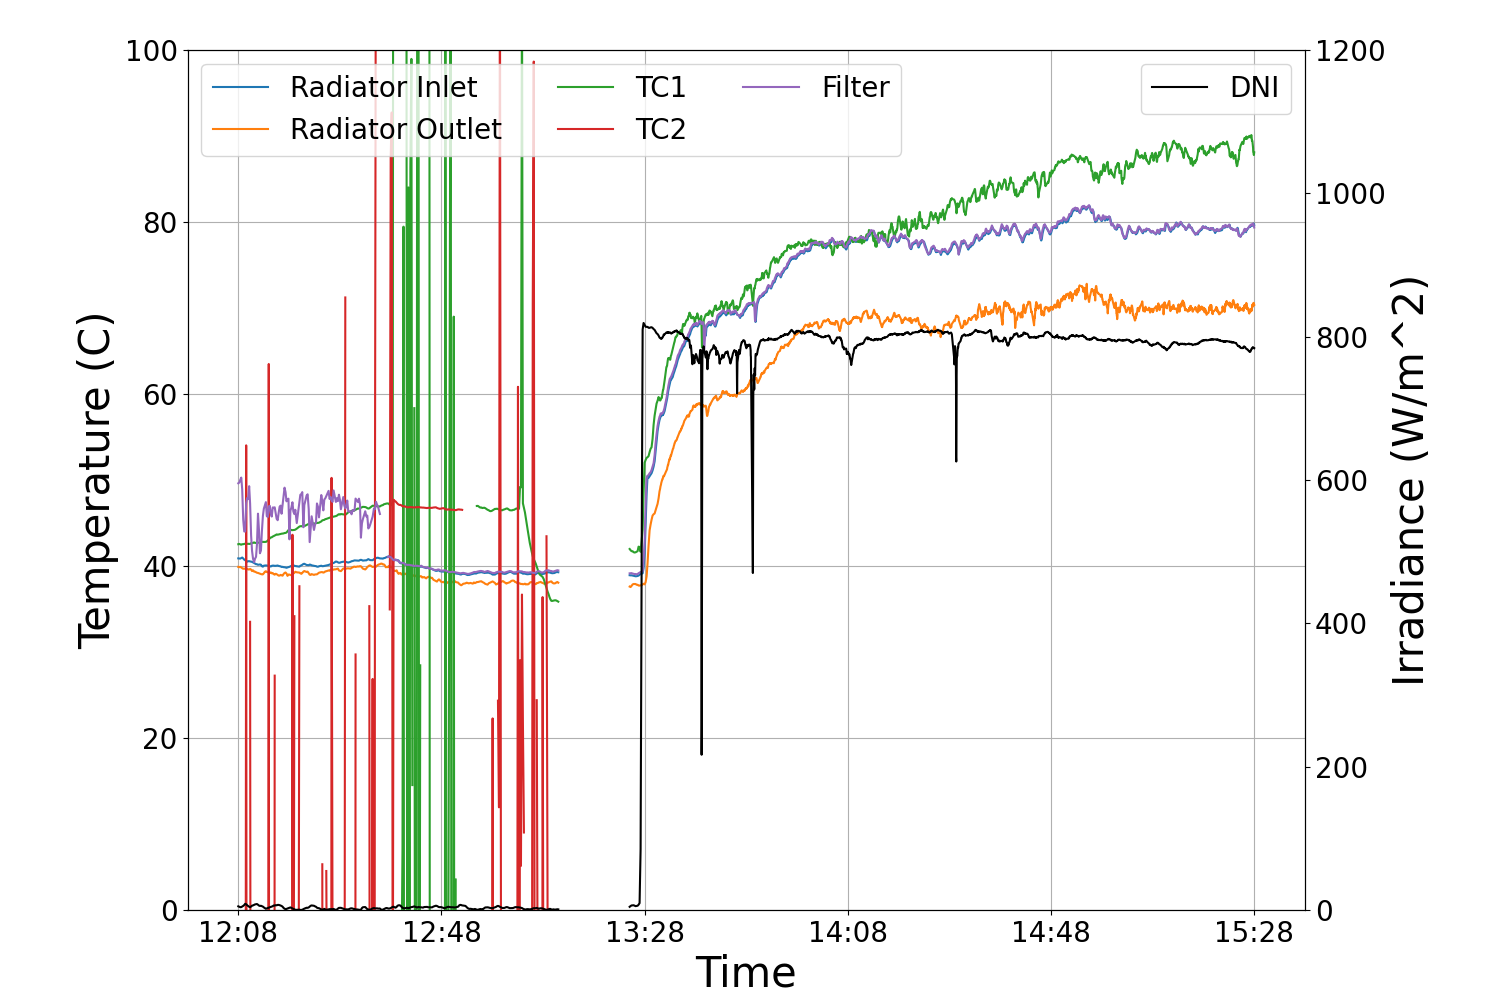 100
80
60
40
20
0
Temperature (C)
Radiator Inlet
Radiator Outlet
TC1
TC2
Filter
DNI
1200
1000
800
600
400
200
0
Irradiance (W/m^2)
12:08
12:48
13:28
14:08
14:48
15:28
Time